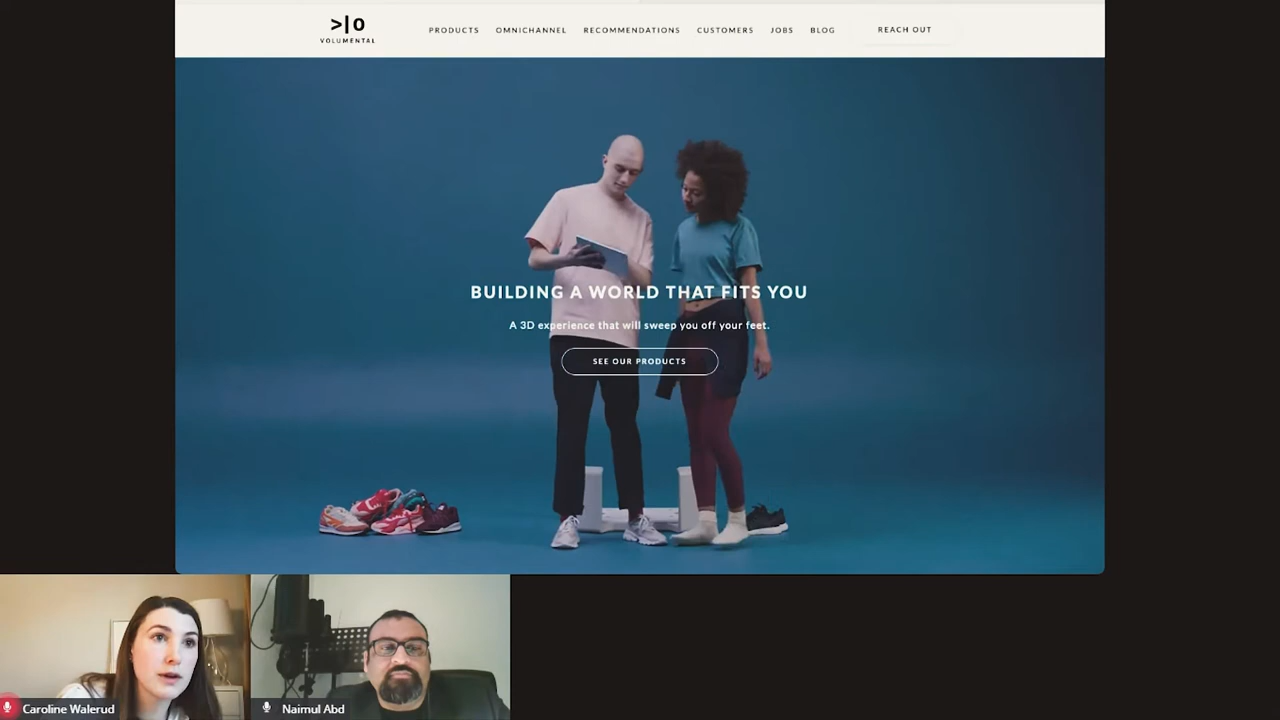 >|O
VOLUMENTAL
PRODUCTS OMNICHANNEL RECOMMENDATIONS CUSTOMERS JOBS BLOG REACH OUT
BUILDING A WORLD THAT FITS YOU
A 3D experience that will sweep you off your feet.
SEE OUR PRODUCTS
Caroline Walerud
Naimul Abd